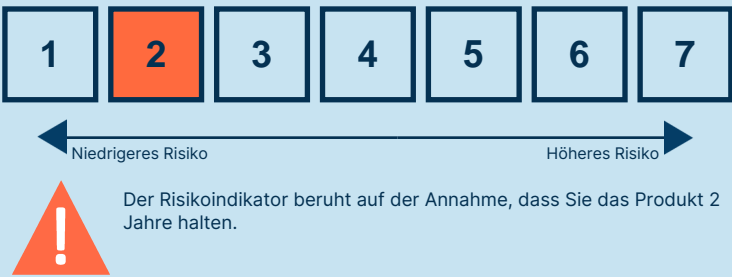 1 2 3 4 5 6 7
Niedrigeres Risiko Höheres Risiko
!
Der Risikoindikator beruht auf der Annahme, dass Sie das Produkt 2
Jahre halten.